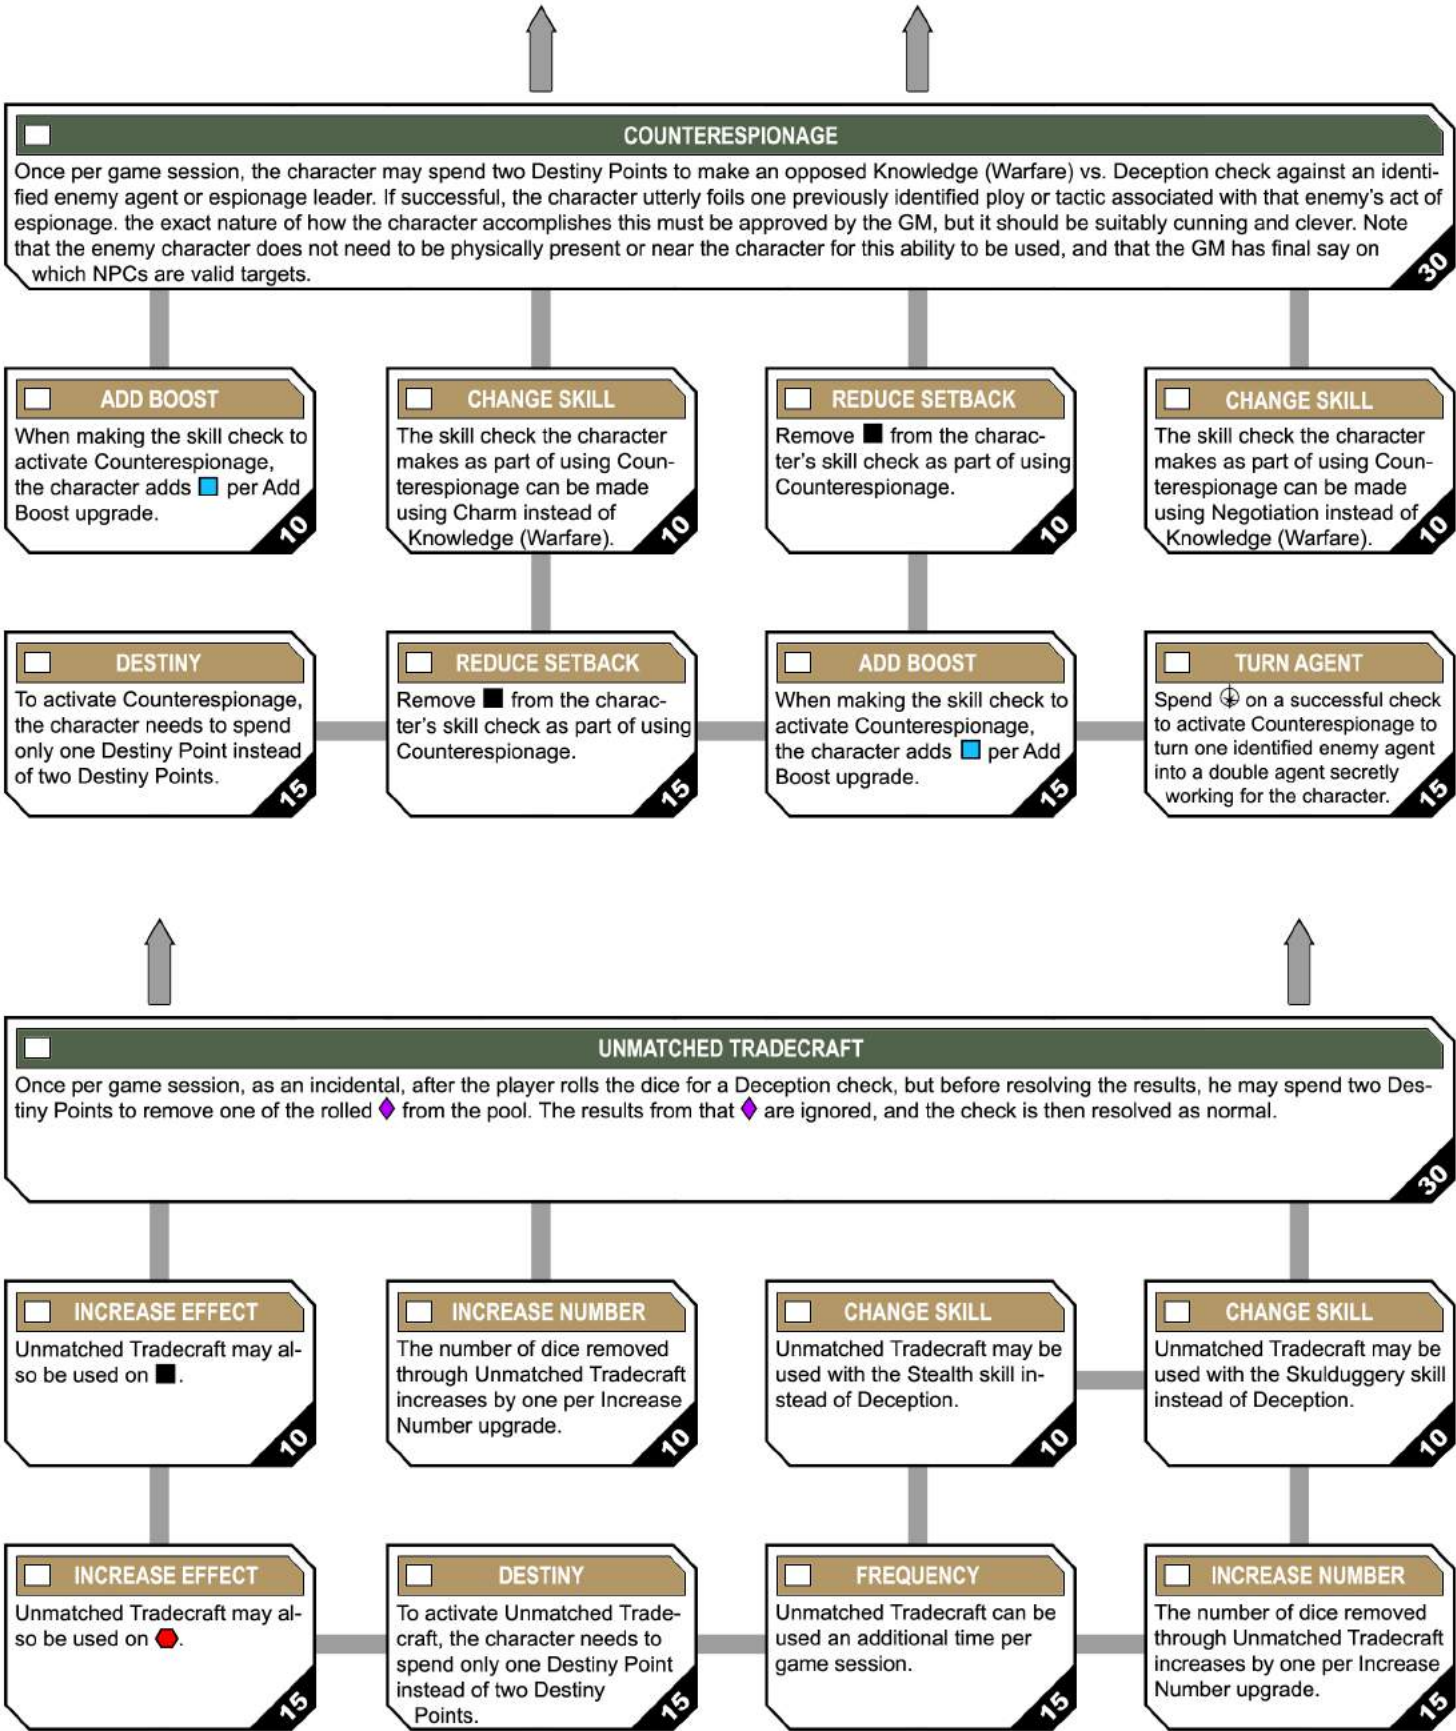 COUNTERESPIONAGE
Once per game session, the character may spend two Destiny Points to make an opposed Knowledge (Warfare) vs. Deception check against an identi-
fied enemy agent or espionage leader. If successful, the character utterly foils one previously identified ploy or tactic associated with that enemy's act of
espionage. the exact nature of how the character accomplishes this must be approved by the GM, but it should be suitably cunning and clever. Note
that the enemy character does not need to be physically present or near the character for this ability to be used, and that the GM has final say on
which NPCs are valid targets.
30
ADD BOOST
When making the skill check to
activate Counterespionage,
the character adds per Add
Boost upgrade.
10
CHANGE SKILL
The skill check the character
makes as part of using Coun-
terespionage can be made
using Charm instead of
Knowledge (Warfare).
10
REDUCE SETBACK
Remove from the charac-
ter's skill check as part of using
Counterespionage.
10
CHANGE SKILL
The skill check the character
makes as part of using Coun-
terespionage can be made
using Negotiation instead of
Knowledge (Warfare).
10
DESTINY
To activate Counterespionage,
the character needs to spend
only one Destiny Point instead
of two Destiny Points.
15
REDUCE SETBACK
Remove from the charac-
ter's skill check as part of using
Counterespionage.
15
ADD BOOST
When making the skill check to
activate Counterespionage,
the character adds per Add
Boost upgrade.
15
TURN AGENT
Spend on a successful check
to activate Counterespionage to
turn one identified enemy agent
into a double agent secretly
working for the character.
15
UNMATCHED TRADECRAFT
Once per game session, as an incidental, after the player rolls the dice for a Deception check, but before resolving the results, he may spend two Des-
tiny Points to remove one of the rolled from the pool. The results from that are ignored, and the check is then resolved as normal.
30
INCREASE EFFECT
Unmatched Tradecraft may al-
so be used on .
10
INCREASE NUMBER
The number of dice removed
through Unmatched Tradecraft
increases by one per Increase
Number upgrade.
10
CHANGE SKILL
Unmatched Tradecraft may be
used with the Stealth skill in-
stead of Deception.
10
CHANGE SKILL
Unmatched Tradecraft may be
used with the Skulduggery skill
instead of Deception.
10
INCREASE EFFECT
Unmatched Tradecraft may al-
so be used on .
15
DESTINY
To activate Unmatched Trade-
craft, the character needs to
spend only one Destiny Point
instead of two Destiny
Points.
15
FREQUENCY
Unmatched Tradecraft can be
used an additional time per
game session.
15
INCREASE NUMBER
The number of dice removed
through Unmatched Tradecraft
increases by one per Increase
Number upgrade.
15